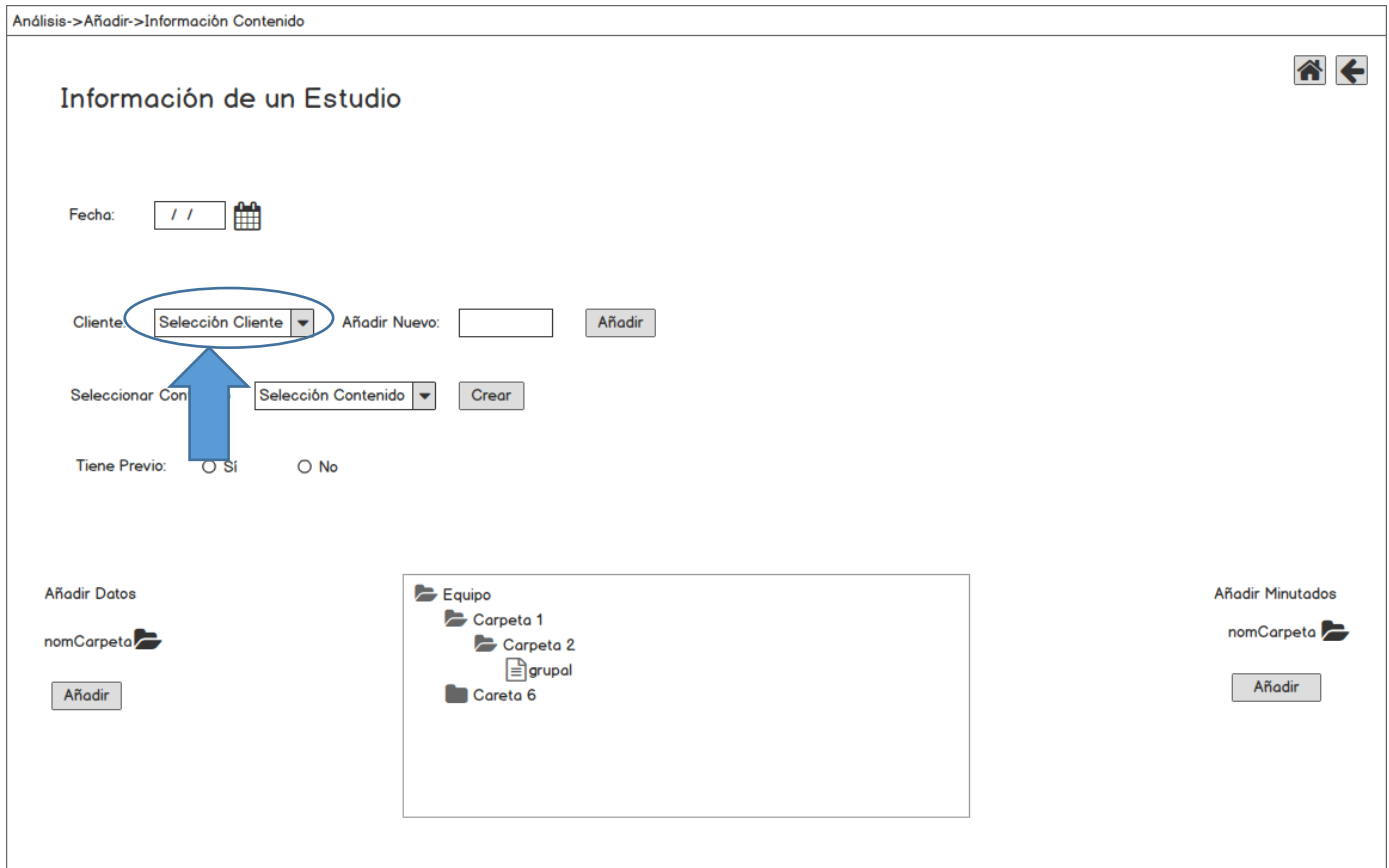 Análisis->Añadir->Información Contenido
Información de un Estudio
Fecha: / /
Cliente: Selección Cliente Añadir Nuevo: Añadir
Seleccionar Selección Contenido Crear
Tiene Previo: Sí No
Añadir Datos
nomCarpeta
Añadir
Equipo
Carpeta 1
Carpeta 2
grupal
Careta 6
Añadir Minutados
nomCarpeta
Añadir